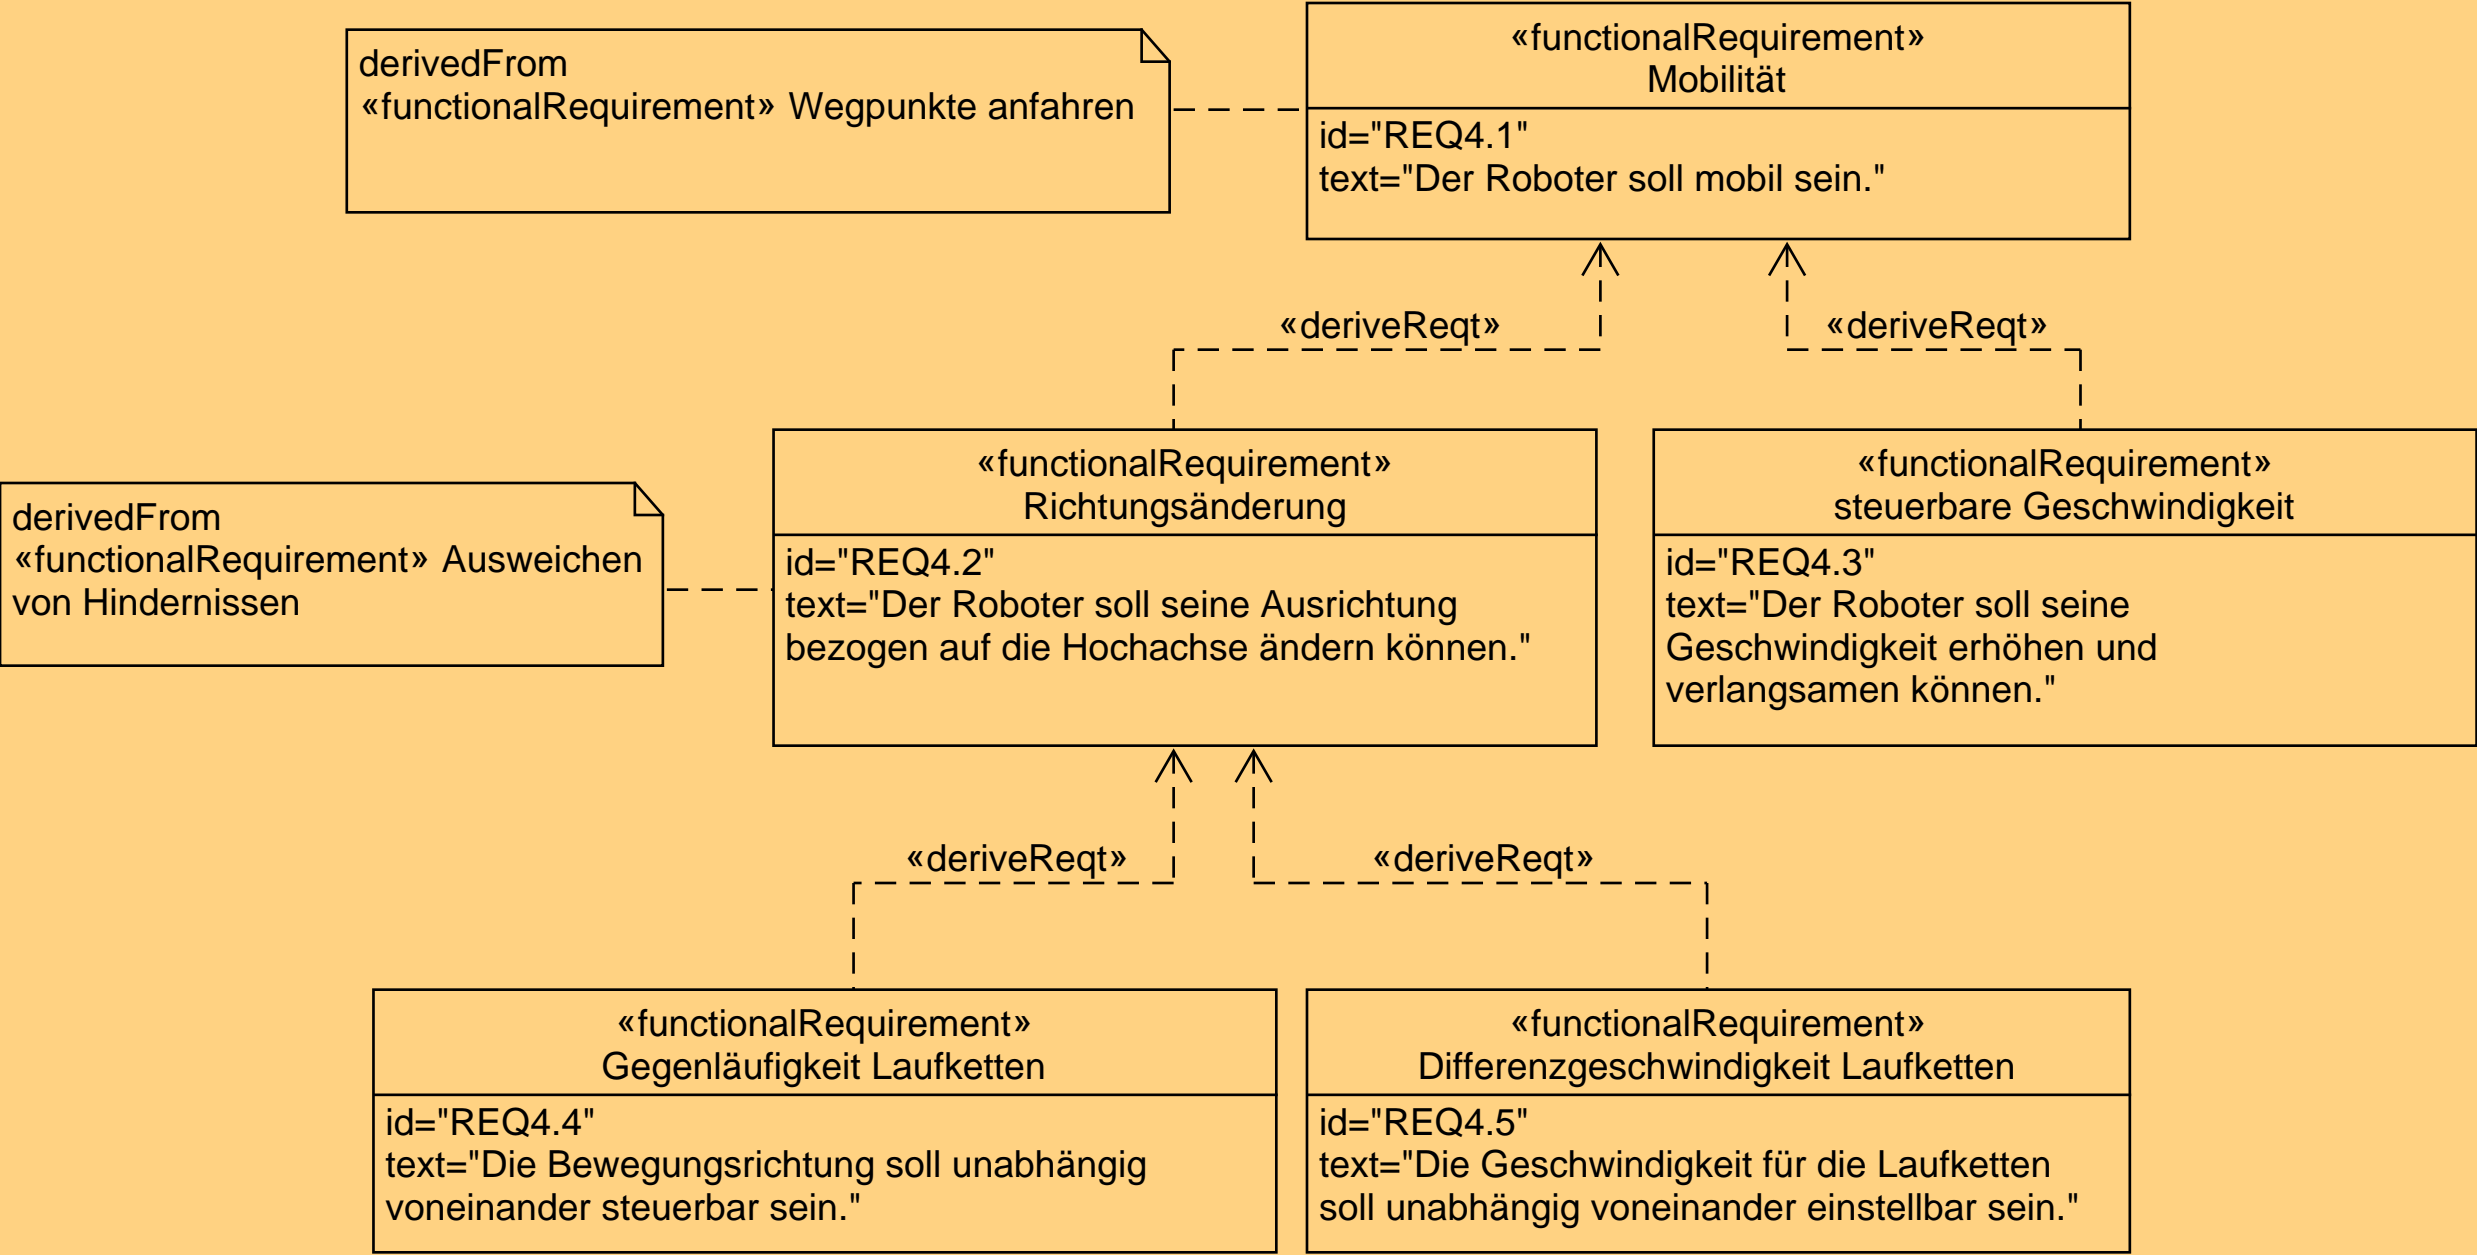 derivedFrom
«functionalRequirement» Wegpunkte anfahren
«functionalRequirement»
Mobilität
id="REQ4.1"
text="Der Roboter soll mobil sein."
«deriveReqt»
«deriveReqt»
derivedFrom
«functionalRequirement» Ausweichen
von Hindernissen
«functionalRequirement»
Richtungsänderung
id="REQ4.2"
text="Der Roboter soll seine Ausrichtung
bezogen auf die Hochachse ändern können."
«functionalRequirement»
steuerbare Geschwindigkeit
id="REQ4.3"
text="Der Roboter soll seine
Geschwindigkeit erhöhen und
verlangsamen können."
«deriveReqt»
«deriveReqt»
«functionalRequirement»
Gegenläufigkeit Laufketten
id="REQ4.4"
text="Die Bewegungsrichtung soll unabhängig
voneinander steuerbar sein."
«functionalRequirement»
Differenzgeschwindigkeit Laufketten
id="REQ4.5"
text="Die Geschwindigkeit für die Laufketten
soll unabhängig voneinander einstellbar sein."